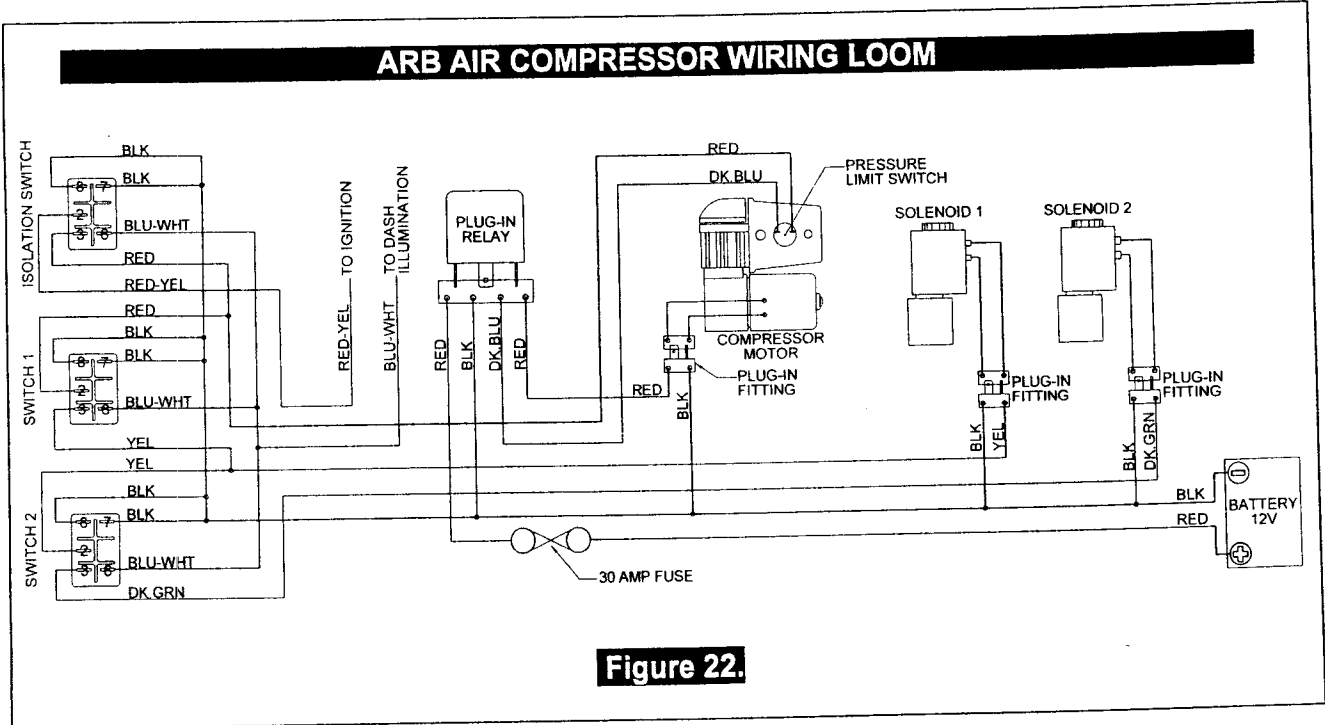 ARB AIR COMPRESSOR WIRING LOOM
ISOLATION SWITCH
BLK
8 7
BLK
2
BLU-WHT
3 6
RED
RED-YEL
SWITCH 1
RED
BLK
8 7
BLK
2
BLU-WHT
3 6
YEL
YEL
SWITCH 2
BLK
8 7
BLK
2
BLU-WHT
3 6
DK.GRN
RED-YEL
TO IGNITION
BLU-WHT
TO DASH
ILLUMINATION
PLUG-IN
RELAY
RED
BLK
DK.BLU
RED
RED
DK.BLU
PRESSURE
LIMIT SWITCH
COMPRESSOR
MOTOR
PLUG-IN
FITTING
RED
BLK
SOLENOID 1
PLUG-IN
FITTING
BLK
YEL
SOLENOID 2
PLUG-IN
FITTING
BLK
DK.GRN
BLK
RED
BATTERY
12V
30 AMP FUSE
Figure 22.